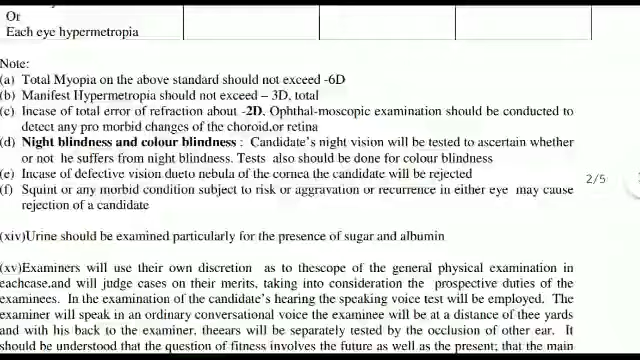 Or
Each eye hypermetropia
Note:
(a) Total Myopia on the above standard should not exceed -6D
(b) Manifest Hypermetropia should not exceed – 3D, total
(c) Incase of total error of refraction about -2D, Ophthal-moscopic examination should be conducted to
detect any pro morbid changes of the choroid,or retina
(d) Night blindness and colour blindness : Candidate's night vision will be tested to ascertain whether
or not he suffers from night blindness. Tests also should be done for colour blindness
(e) Incase of defective vision dueto nebula of the cornea the candidate will be rejected
2/5
(f) Squint or any morbid condition subject to risk or aggravation or recurrence in either eye may cause
rejection of a candidate
(xiv)Urine should be examined particularly for the presence of sugar and albumin
(xv)Examiners will use their own discretion as to thescope of the general physical examination in
eachcase,and will judge cases on their merits, taking into consideration the prospective duties of the
examinees. In the examination of the candidate's hearing the speaking voice test will be employed. The
examiner will speak in an ordinary conversational voice the examinee will be at a distance of thee yards
and with his back to the examiner, theears will be separately tested by the occlusion of other ear. It
should be understood that the question of fitness involves the future as well as the present; that the main